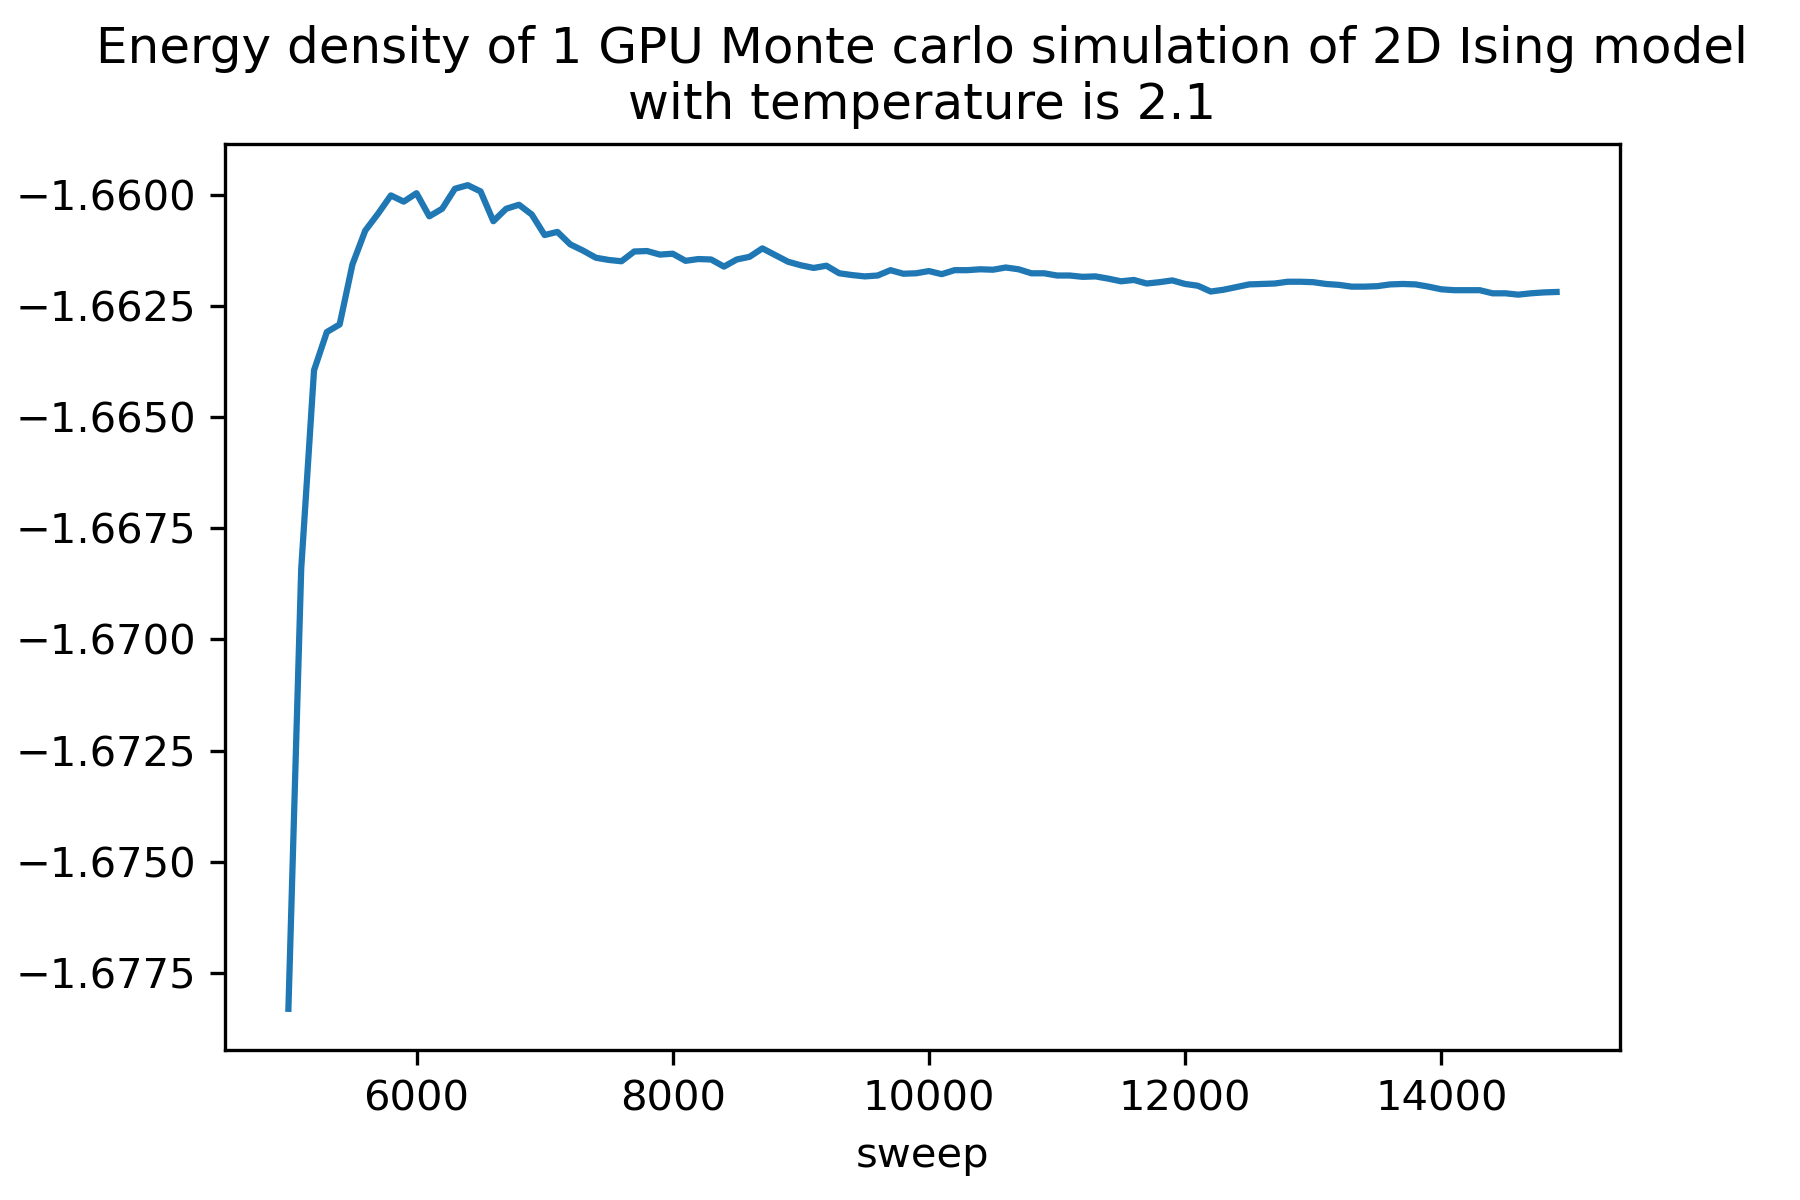 Energy density of 1 GPU Monte carlo simulation of 2D Ising model
with temperature is 2.1
−1.6600
−1.6625
−1.6650
−1.6675
−1.6700
−1.6725
−1.6750
−1.6775
6000 8000 10000 12000 14000
sweep